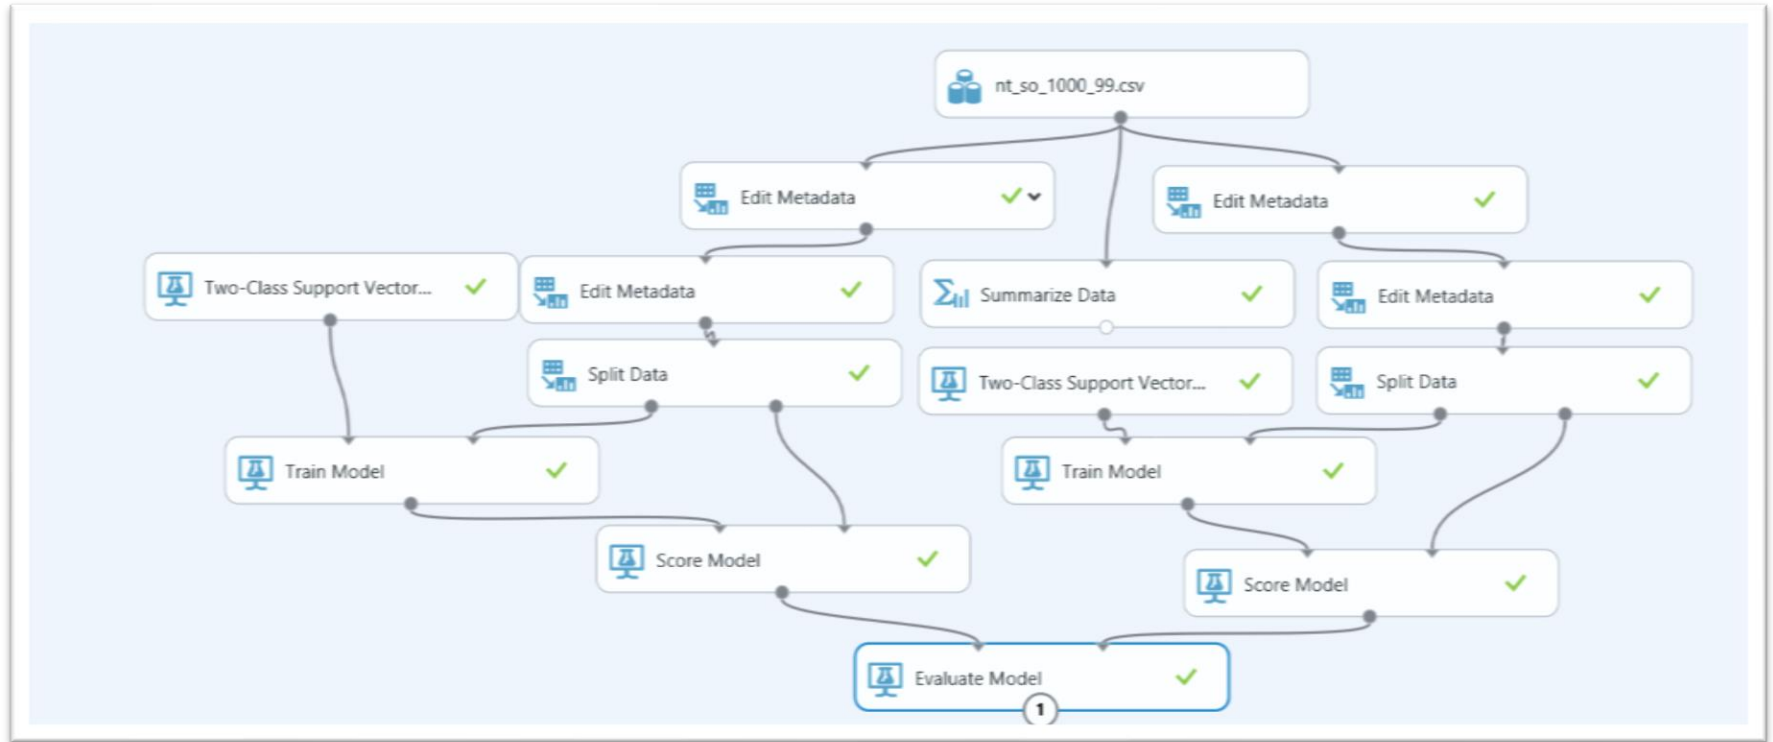 nt_so_1000_99.csv
Edit Metadata
Edit Metadata
Two-Class Support Vector...
Edit Metadata
Summarize Data
Edit Metadata
Split Data
Two-Class Support Vector...
Split Data
Train Model
Train Model
Score Model
Score Model
Evaluate Model
1